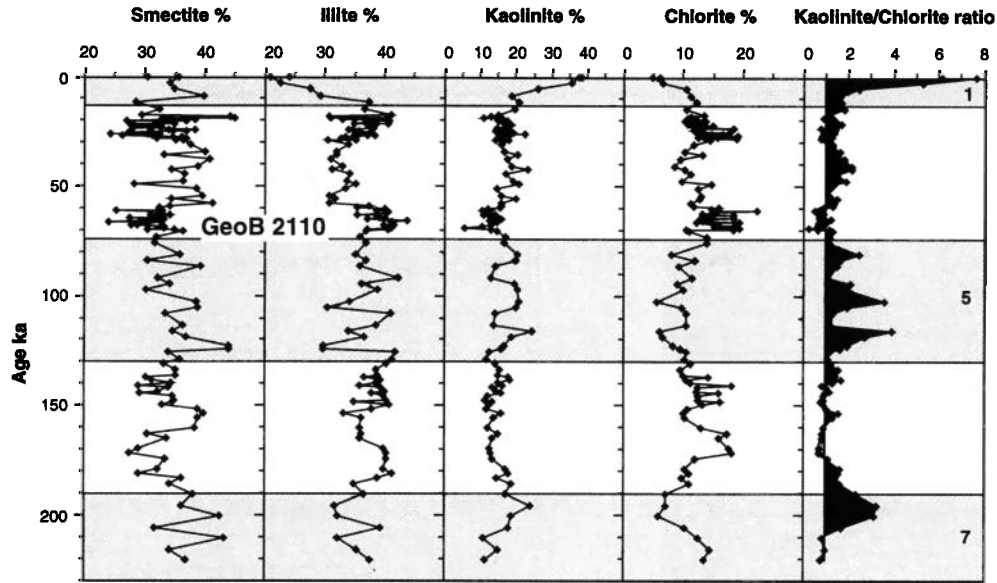 Smectite % Illite % Kaolinite % Chlorite % Kaolinite/Chlorite ratio
20 30 40 20 30 40 0 10 20 30 40 0 10 20 0 2 4 6 8
0
1
50
GeoB 2110
5
100
Age ka
150
200
7